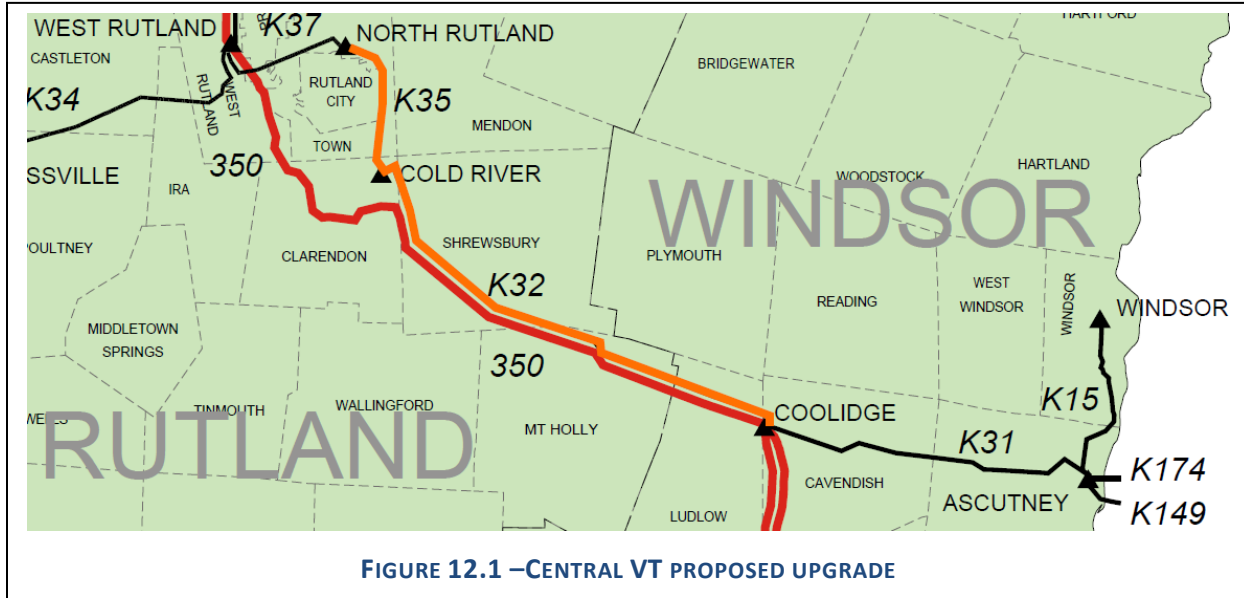 HARTFORD
WEST RUTLAND
K37
NORTH RUTLAND
CASTLETON
BRIDGEWATER
K34
RUTLAND
WEST
RUTLAND
CITY
K35
MENDON
TOWN
350
HARTLAND
SSVILLE
IRA
COLD RIVER
WOODSTOCK
WINDSOR
POULTNEY
CLARENDON
SHREWSBURY
PLYMOUTH
K32
READING
WEST
WINDSOR
WINDSOR
WINDSOR
MIDDLETOWN
SPRINGS
350
TINMOUTH
WALLINGFORD
RUTLAND
MT HOLLY
COOLIDGE
K15
K31
K174
CAVENDISH
ASCUTNEY
K149
LUDLOW
FIGURE 12.1 –CENTRAL VT PROPOSED UPGRADE